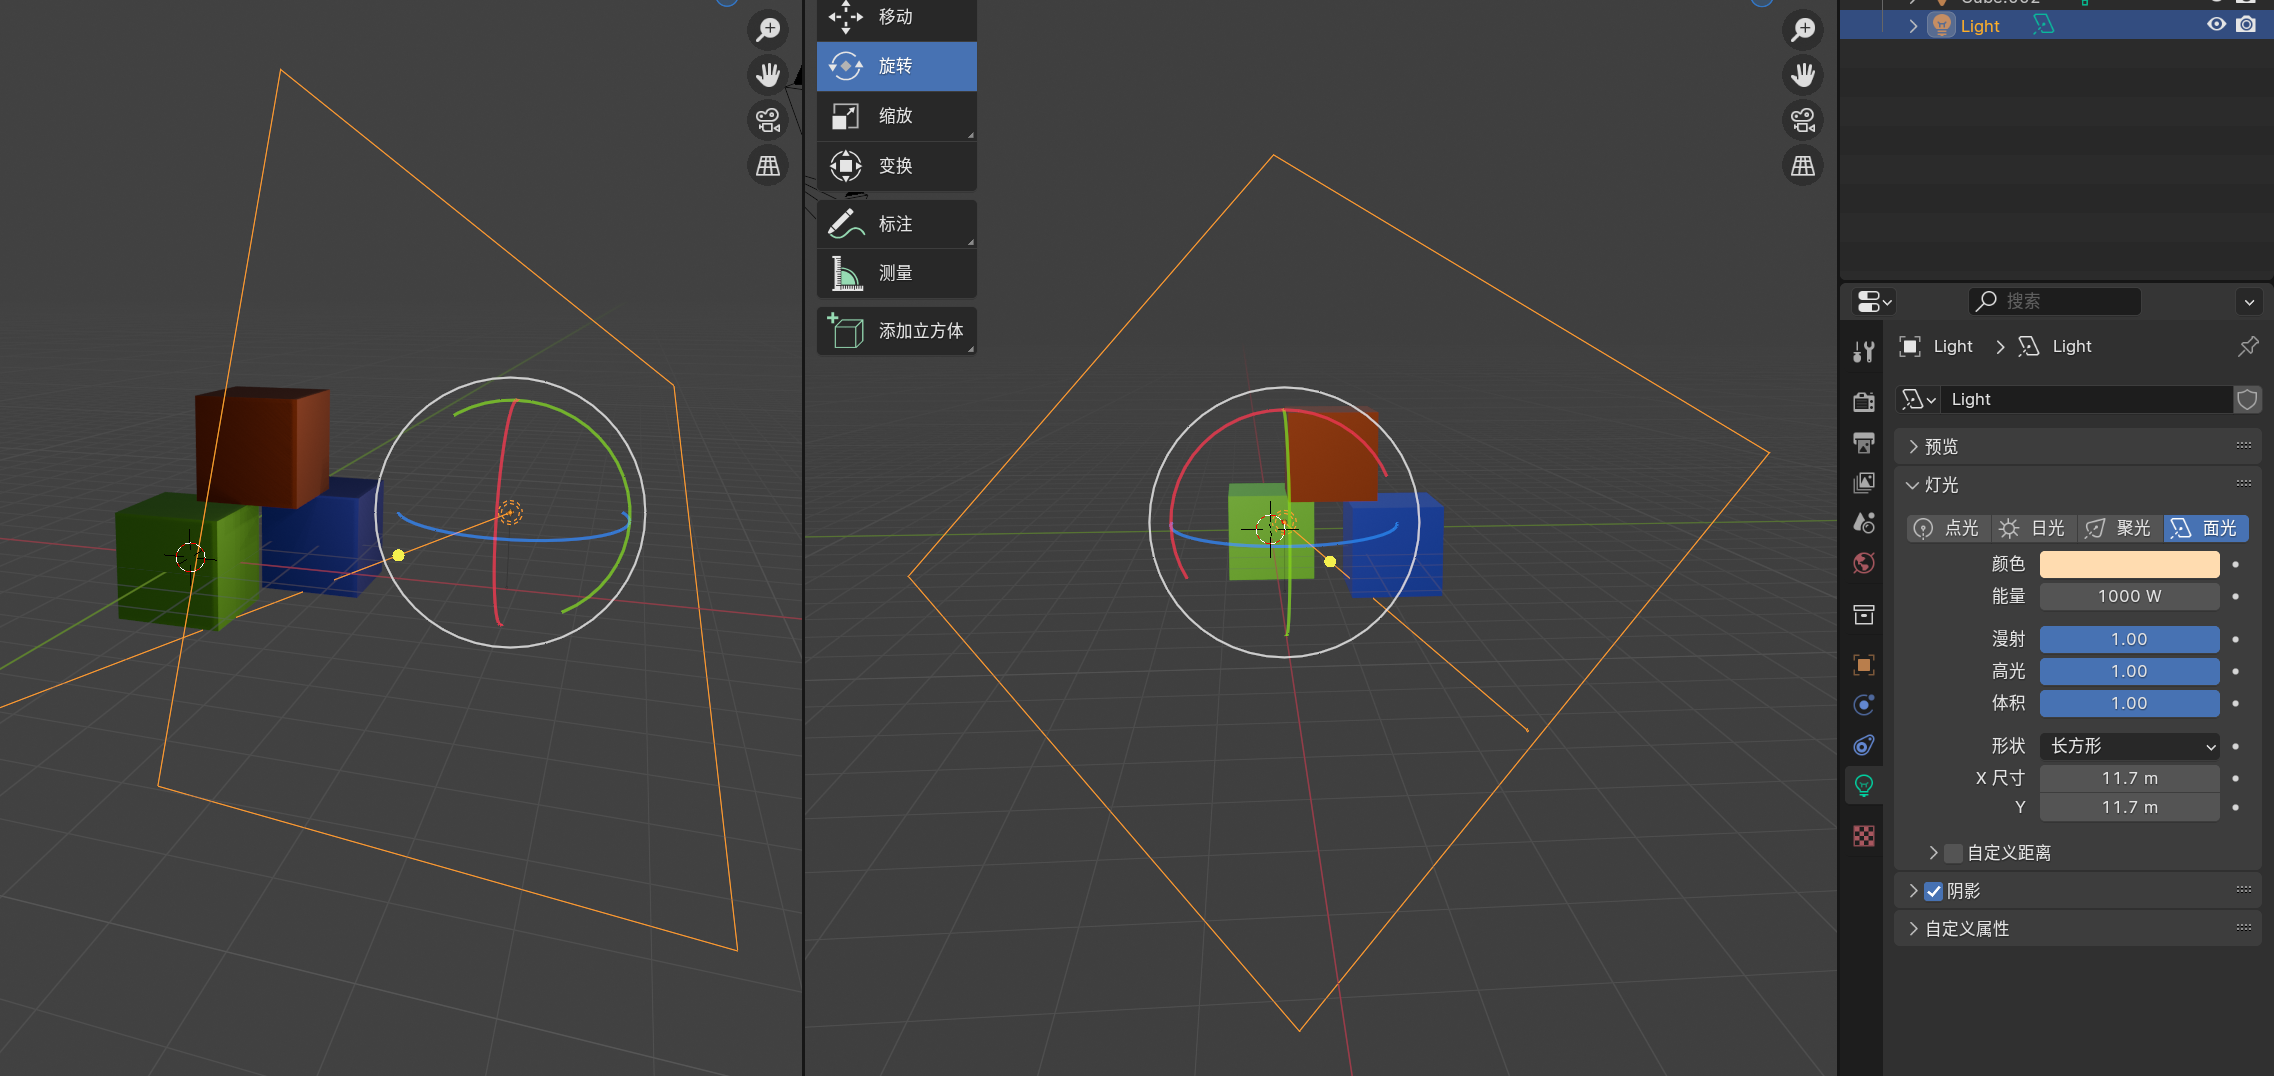 移动
旋转
缩放
变换
标注
测量
添加立方体
Light
搜索
Light > Light
Light
预览
灯光
点光 日光 聚光 面光
颜色
能量 1000 W
漫射 1.00
高光 1.00
体积 1.00
形状 长方形
X 尺寸 11.7 m
Y 11.7 m
自定义距离
阴影
自定义属性